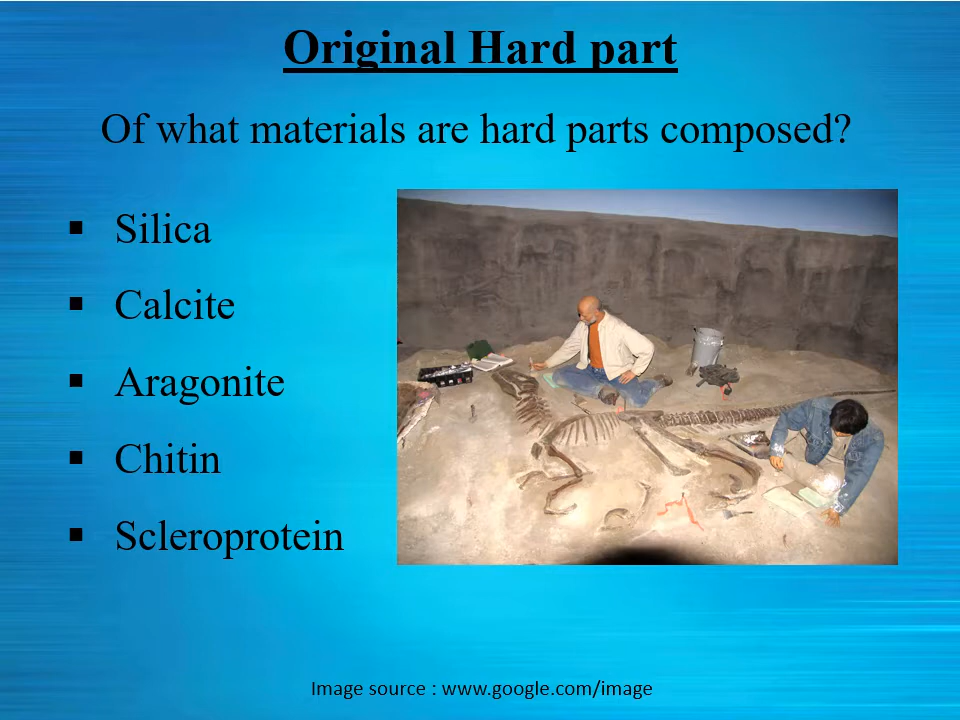 Original Hard part
Of what materials are hard parts composed?
▪ Silica
▪ Calcite
▪ Aragonite
▪ Chitin
▪ Scleroprotein
Image source : www.google.com/image